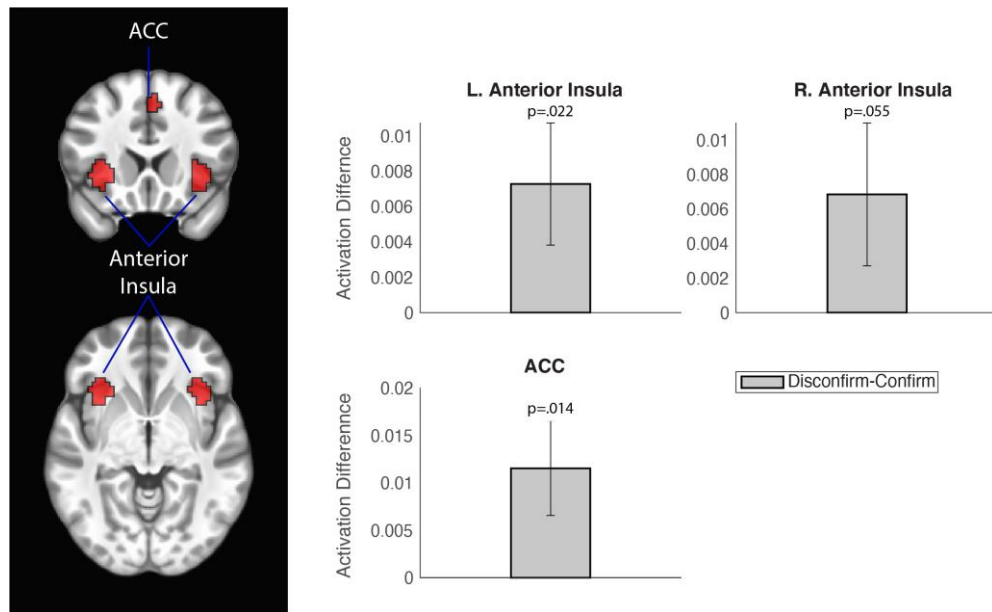 ACC
Anterior
Insula
L. Anterior Insula
p=.022
Activation Differnce
0.01
0.008
0.006
0.004
0.002
0
R. Anterior Insula
p=.055
0.01
0.008
0.006
0.004
0.002
0
ACC
p=.014
Activation Differennce
0.02
0.015
0.01
0.005
0
Disconfirm-Confirm